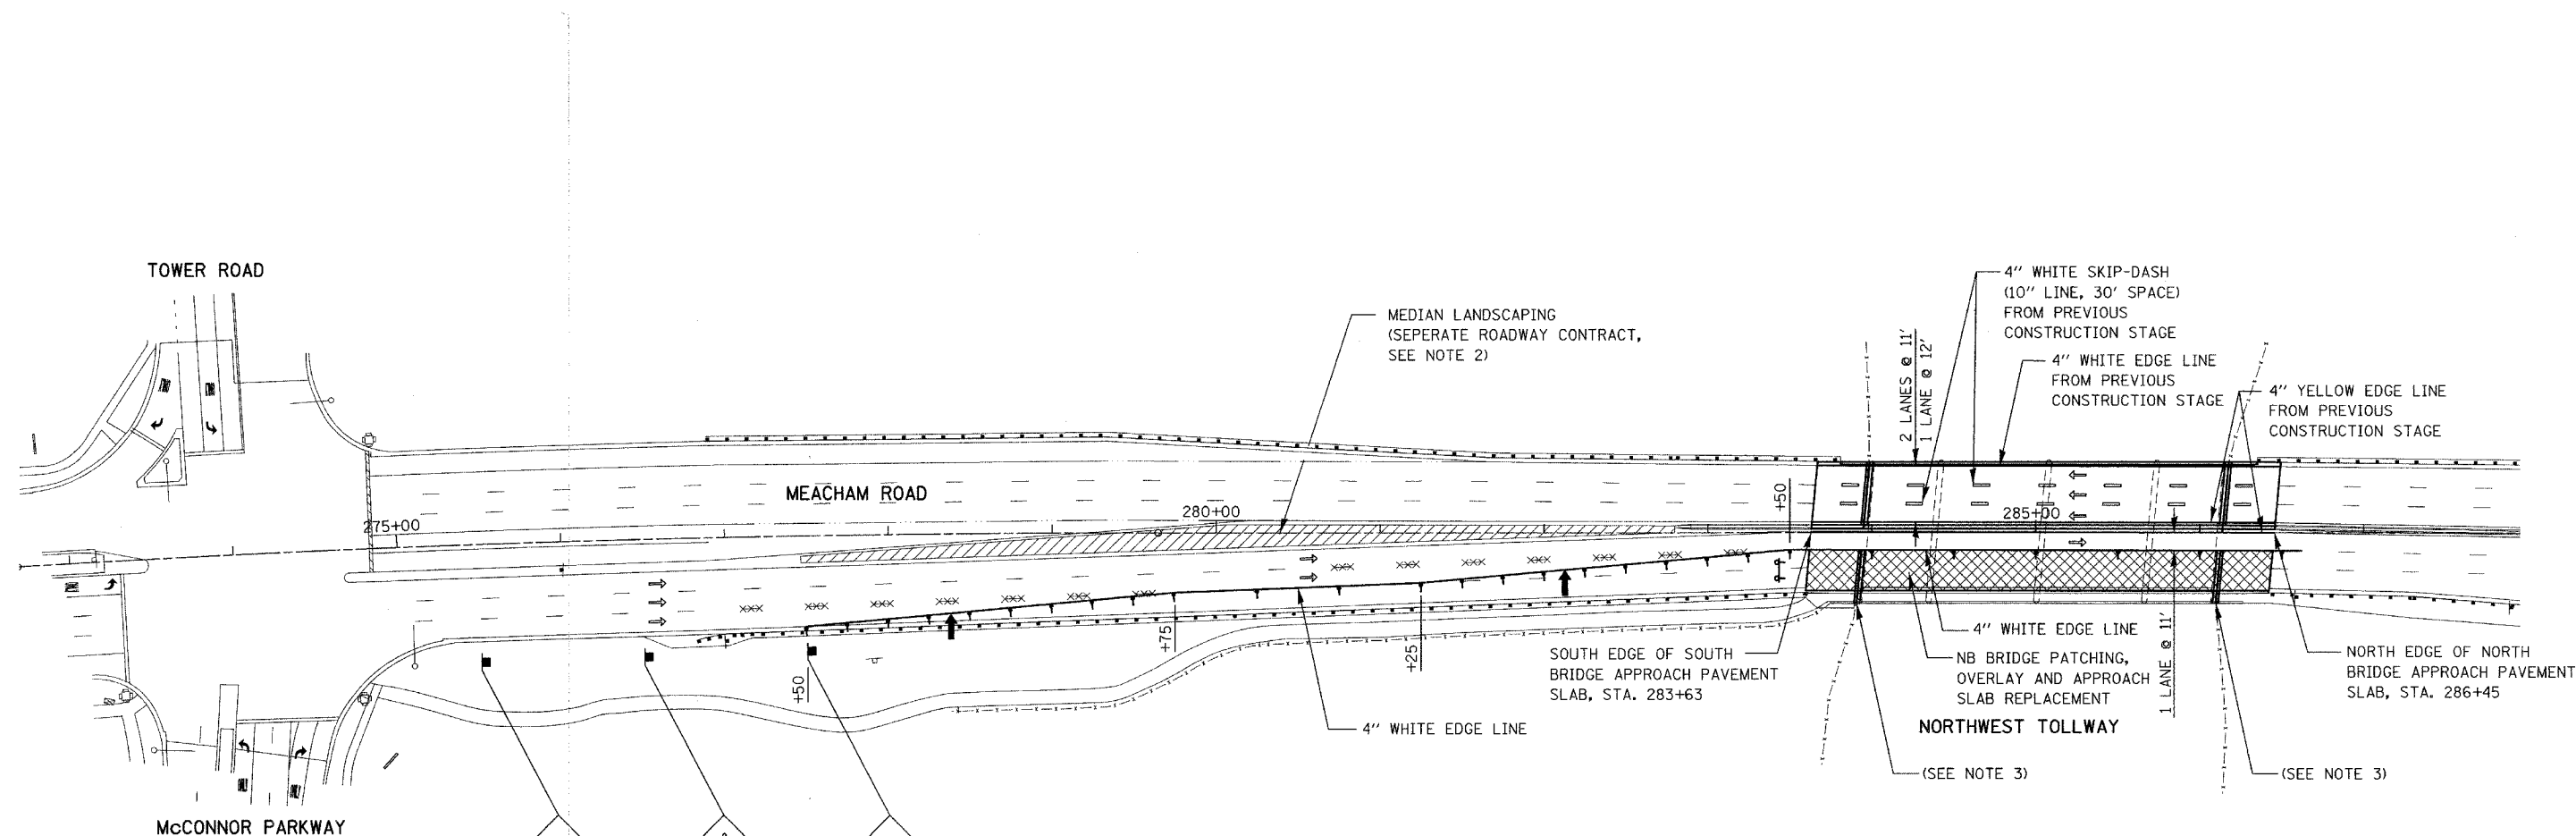 TOWER ROAD
4" WHITE SKIP-DASH
(10" LINE, 30' SPACE)
FROM PREVIOUS
CONSTRUCTION STAGE
MEDIAN LANDSCAPING
(SEPERATE ROADWAY CONTRACT,
SEE NOTE 2)
2 LANES @ 11'
1 LANE @ 12'
4" WHITE EDGE LINE
FROM PREVIOUS
CONSTRUCTION STAGE
4" YELLOW EDGE LINE
FROM PREVIOUS
CONSTRUCTION STAGE
MEACHAM ROAD
275+00
280+00
+50
285+00
+75
+25
+50
4" WHITE EDGE LINE
SOUTH EDGE OF SOUTH
BRIDGE APPROACH PAVEMENT
SLAB, STA. 283+63
4" WHITE EDGE LINE
NB BRIDGE PATCHING,
OVERLAY AND APPROACH
SLAB REPLACEMENT
1 LANE @ 11'
NORTH EDGE OF NORTH
BRIDGE APPROACH PAVEMENT
SLAB, STA. 286+45
NORTHWEST TOLLWAY
(SEE NOTE 3)
(SEE NOTE 3)
McCONNOR PARKWAY